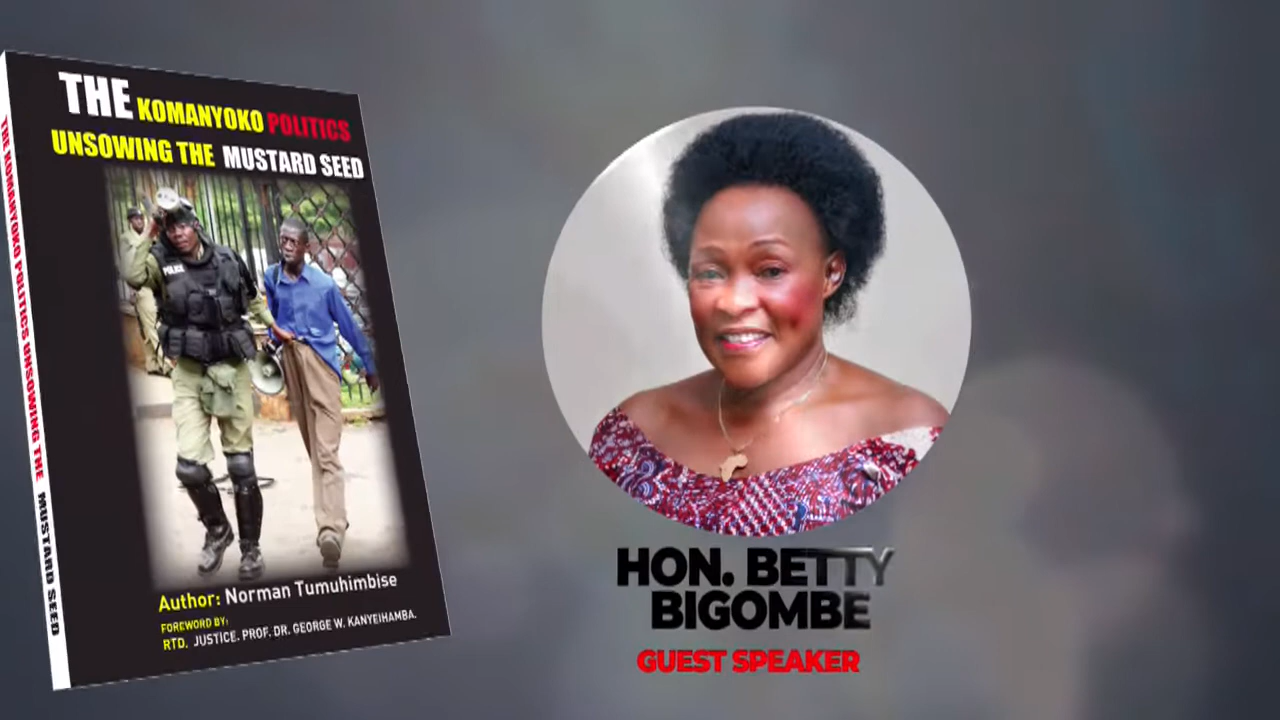 THE KOMANYOKO POLITICS
UNSOWING THE MUSTARD SEED
POLICE
Author: Norman Tumuhimbise
FOREWORD BY:
RTD. JUSTICE. PROF. DR. GEORGE W. KANYEIHAMBA.
THE KOMANYOKO POLITICS UNSOWING THE MUSTARD SEED
HON. BETTY
BIGOMBE
GUEST SPEAKER